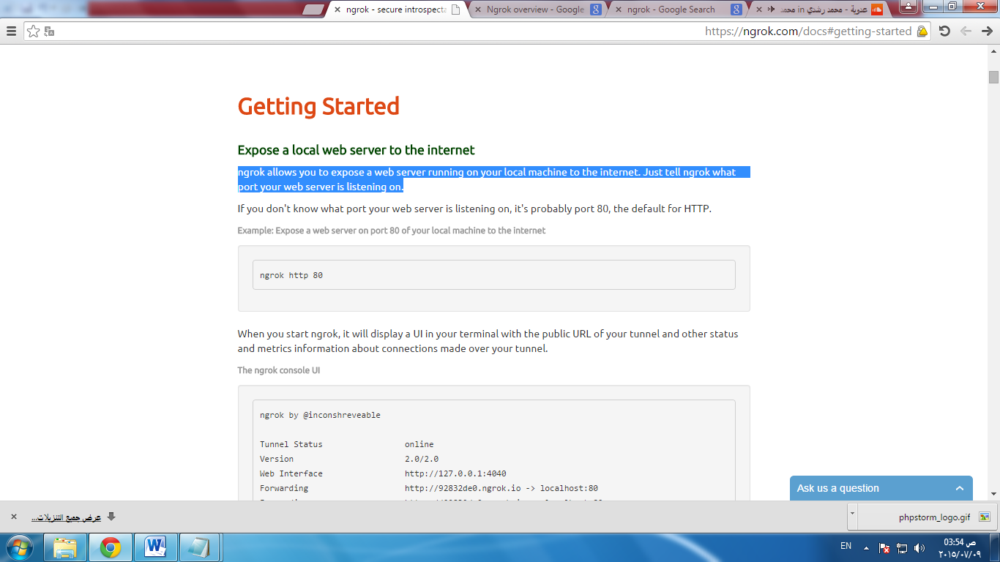 ngrok - secure introspecta
Ngrok overview - Google
ngrok - Google Search
عدوية - محمد رشدي in محمد
https://ngrok.com/docs#getting-started
Getting Started
Expose a local web server to the internet
ngrok allows you to expose a web server running on your local machine to the internet. Just tell ngrok what
port your web server is listening on.
If you don't know what port your web server is listening on, it's probably port 80, the default for HTTP.
Example: Expose a web server on port 80 of your local machine to the internet
ngrok http 80
When you start ngrok, it will display a UI in your terminal with the public URL of your tunnel and other status
and metrics information about connections made over your tunnel.
The ngrok console UI
ngrok by @inconshreveable
Tunnel Status online
Version 2.0/2.0
Web Interface http://127.0.0.1:4040
Forwarding http://92832de0.ngrok.io -> localhost:80
Ask us a question
عرض جميع التنزيلات...
phpstorm_logo.gif
EN
03:54 ص
٢٠١٥/٠٧/٠٩